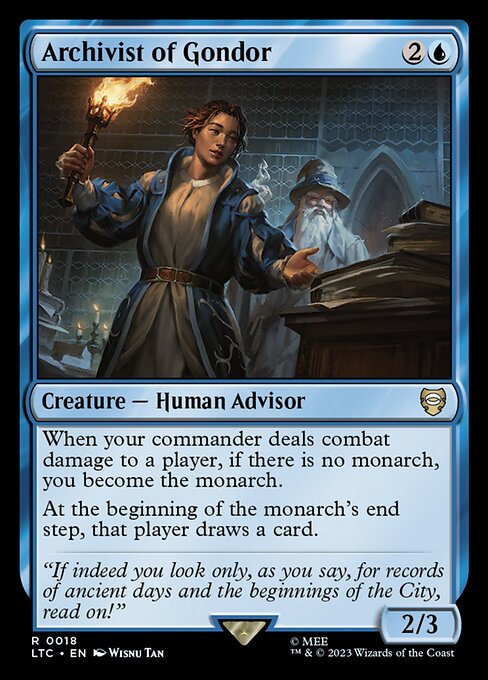 Archivist of Gondor 2
Creature — Human Advisor
When your commander deals combat
damage to a player, if there is no monarch,
you become the monarch.
At the beginning of the monarch's end
step, that player draws a card.
“If indeed you look only, as you say, for records
of ancient days and the beginnings of the City,
read on!”
2/3
R 0018
LTC • EN Wisnu Tan
© MEE
™ & © 2023 Wizards of the Coast